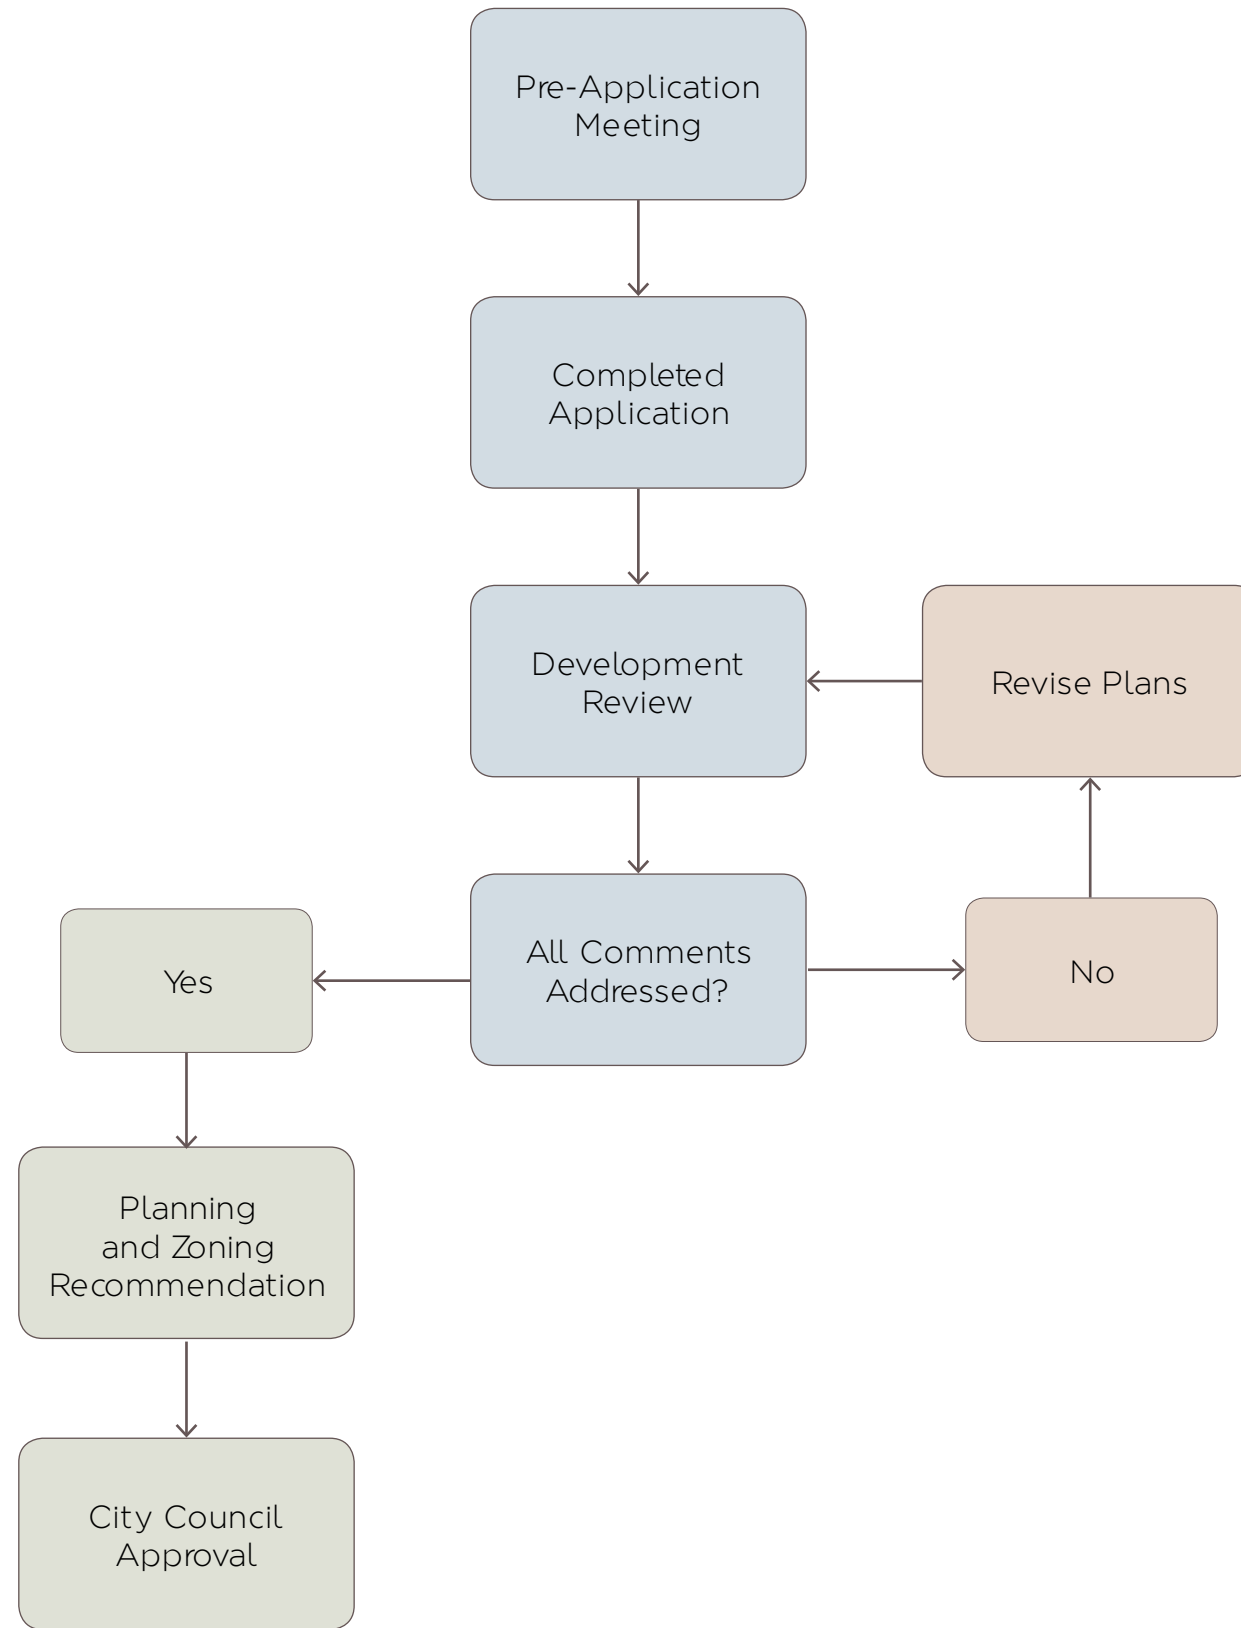 Pre-Application
Meeting
Completed
Application
Development
Review
Revise Plans
All Comments
Addressed?
Yes
No
Planning
and Zoning
Recommendation
City Council
Approval